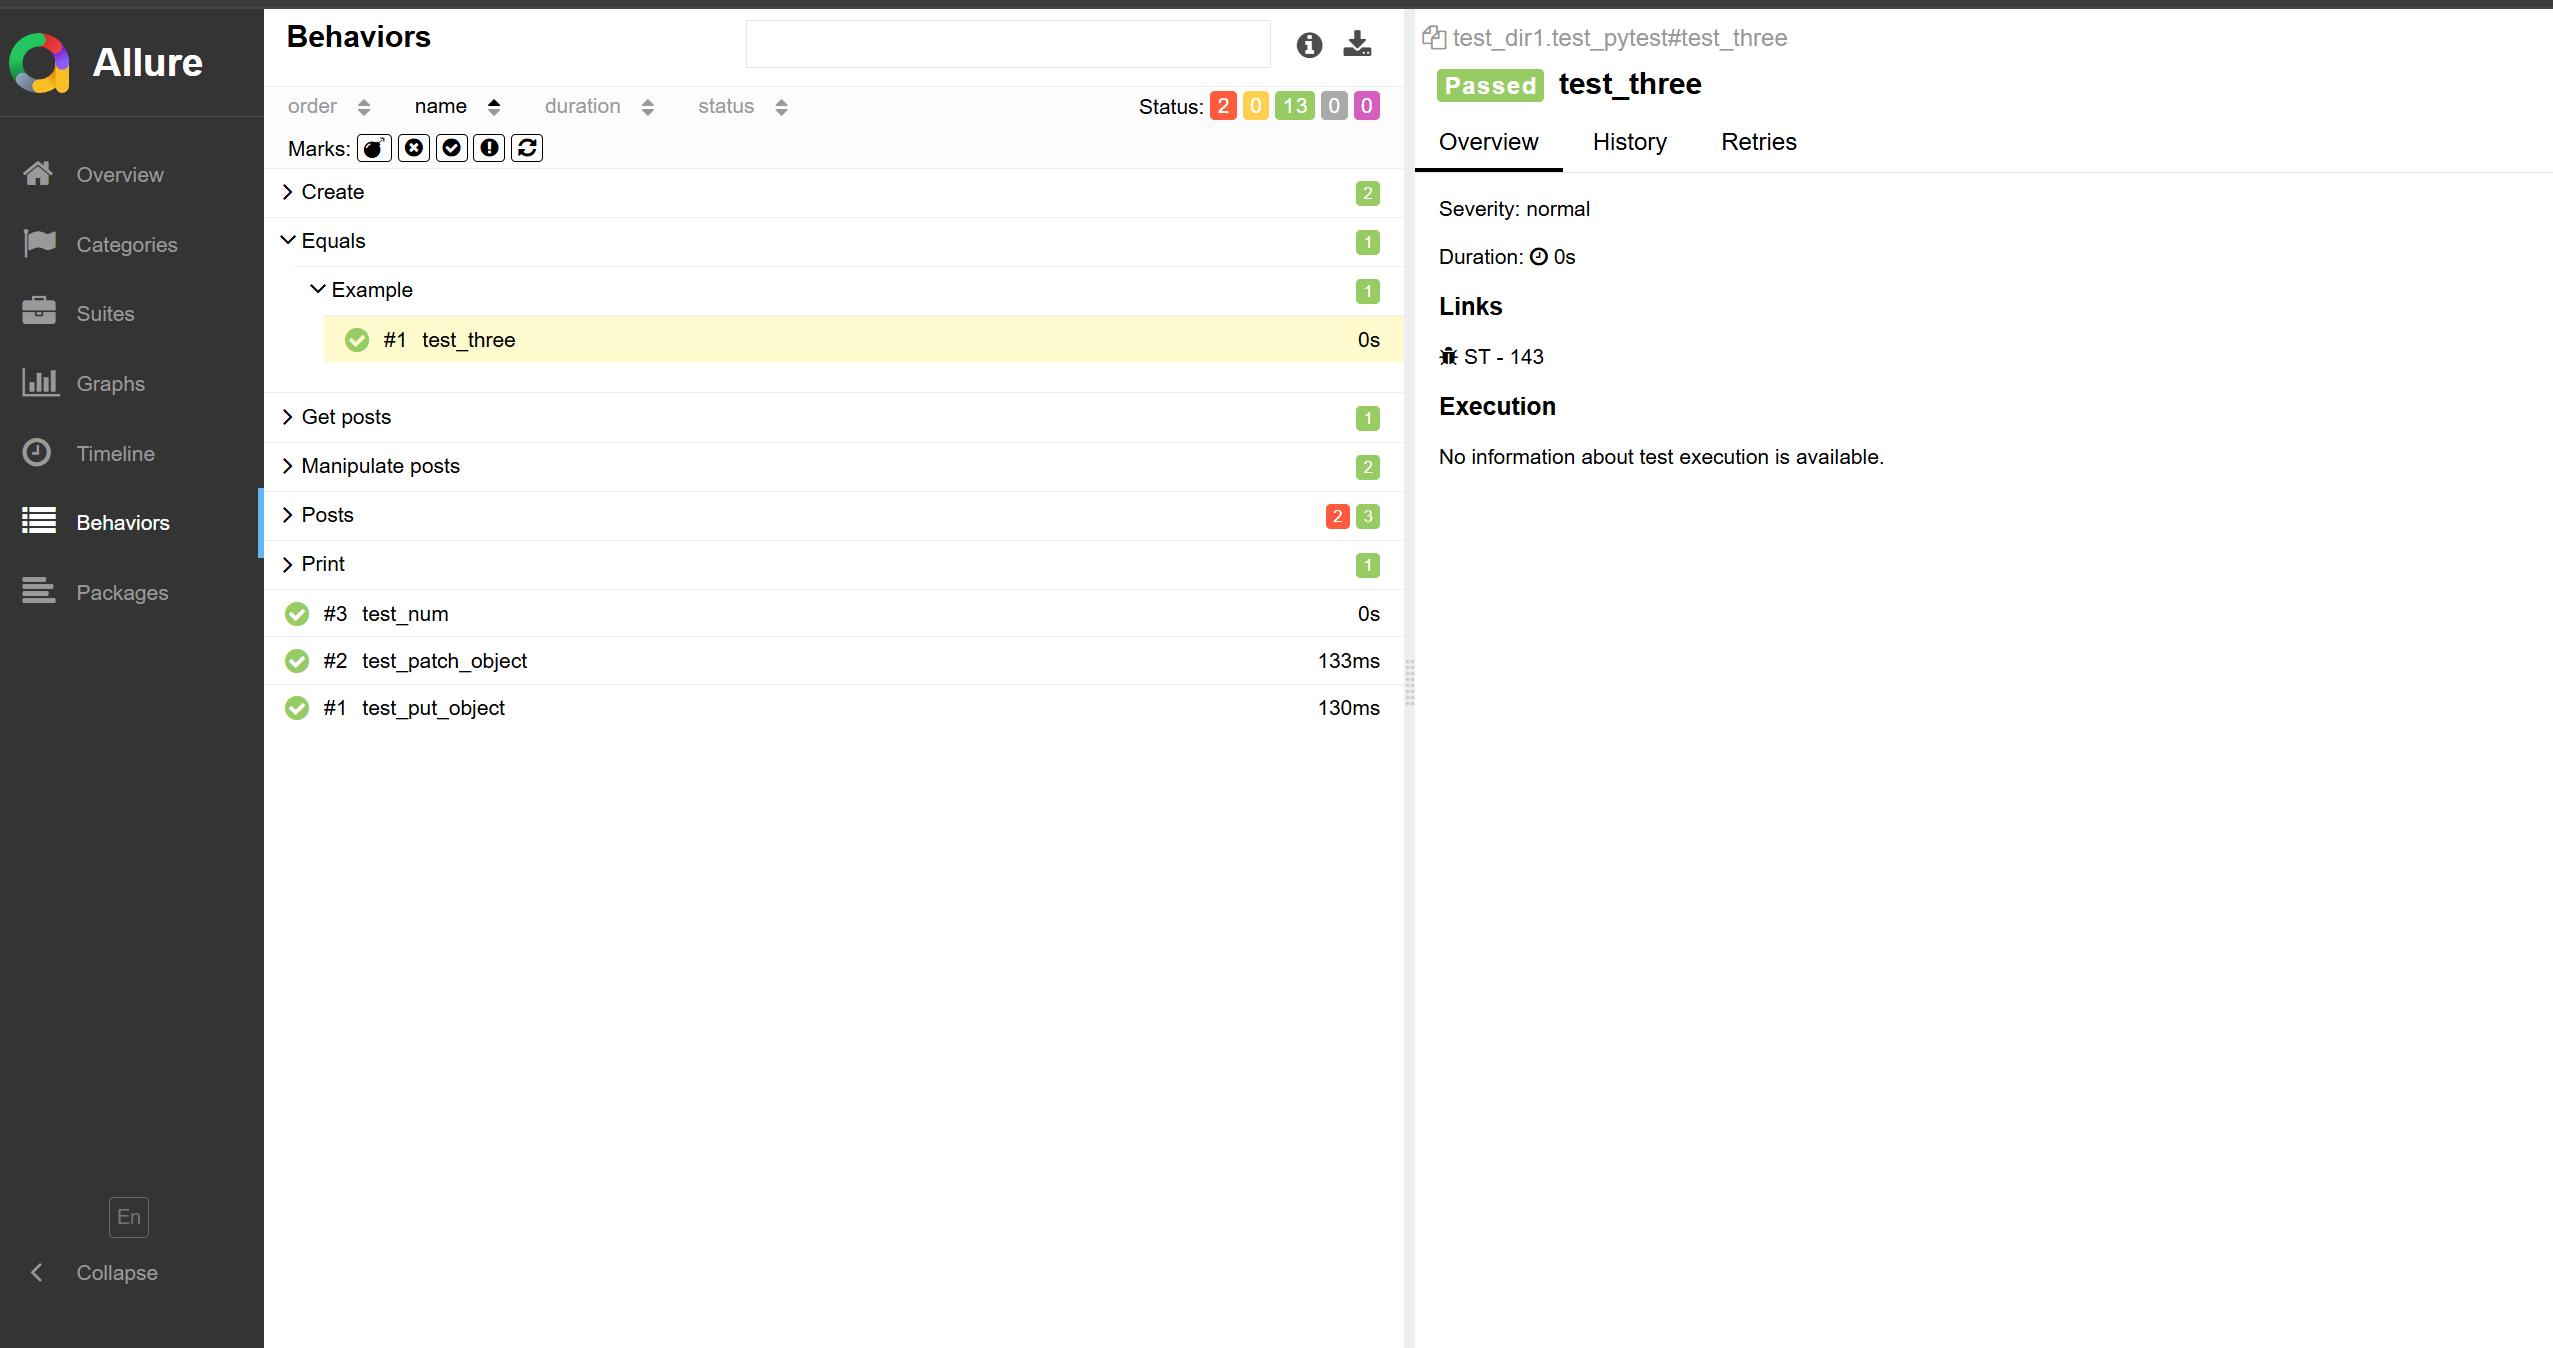 Allure
Overview
Categories
Suites
Graphs
Timeline
Behaviors
Packages
En
Collapse
Behaviors
order name duration status Status: 2 0 13 0 0
Marks:
Create 2
Equals 1
Example 1
#1 test_three 0s
Get posts 1
Manipulate posts 2
Posts 2 3
Print 1
#3 test_num 0s
#2 test_patch_object 133ms
#1 test_put_object 130ms
test_dir1.test_pytest#test_three
Passed test_three
Overview History Retries
Severity: normal
Duration: 0s
Links
ST - 143
Execution
No information about test execution is available.